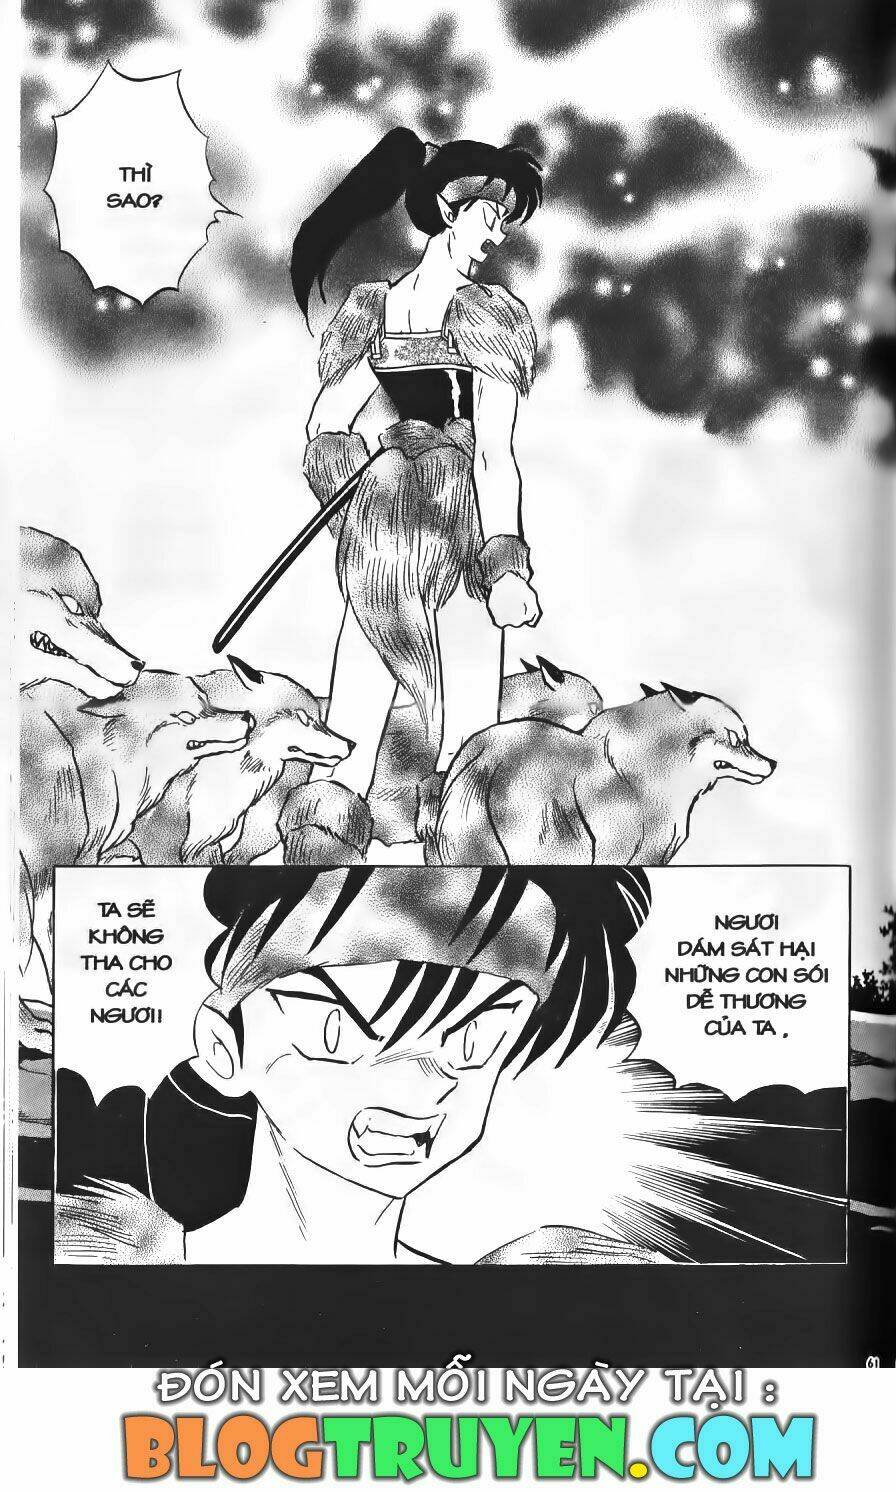 THÌ
SAO?
NGƯƠI
DÁM SÁT HẠI
NHỮNG CON SÓI
DỄ THƯƠNG
CỦA TA .
TA SẼ
KHÔNG
THA CHO
CÁC
NGƯƠI!!
61
ĐÓN XEM MỖI NGÀY TẠI :
BLOGTRUYEN.COM